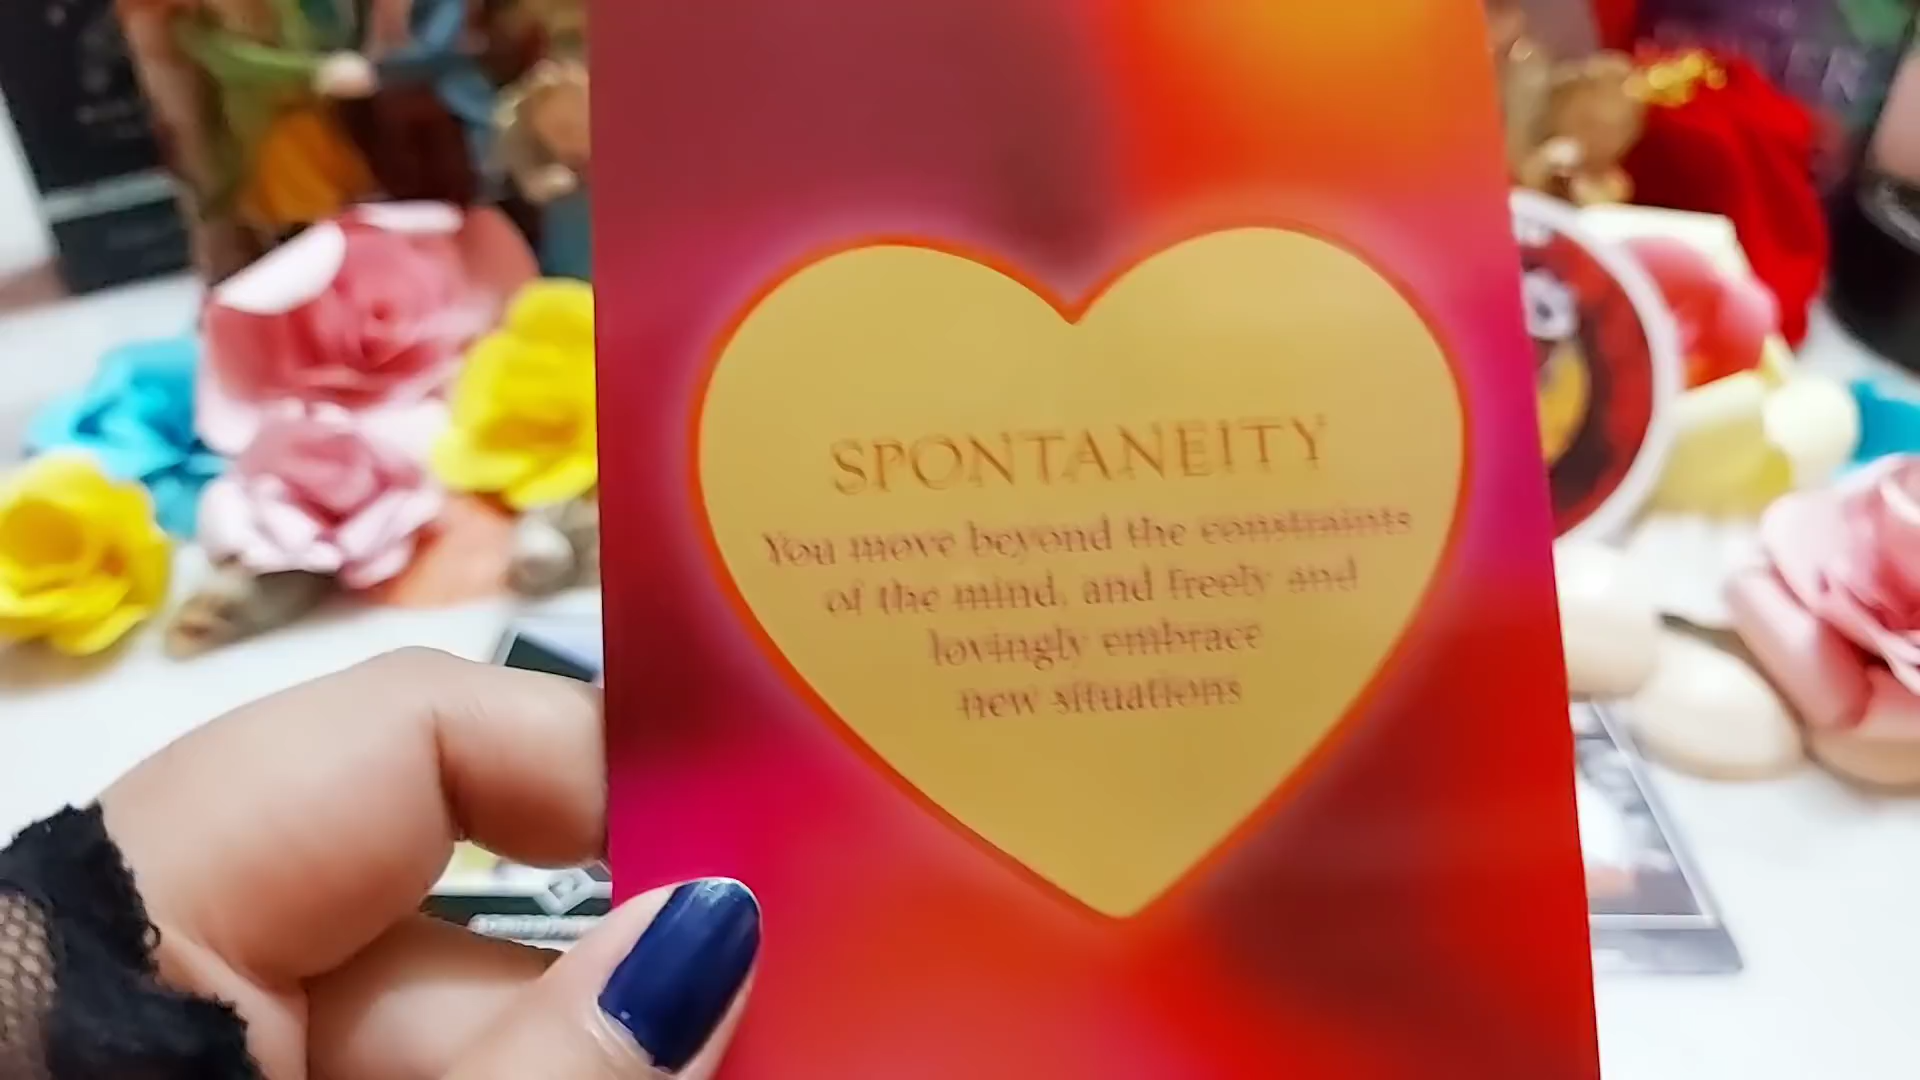 SPONTANEITY
You move beyond the constraints
of the mind, and freely and
lovingly embrace
new situations